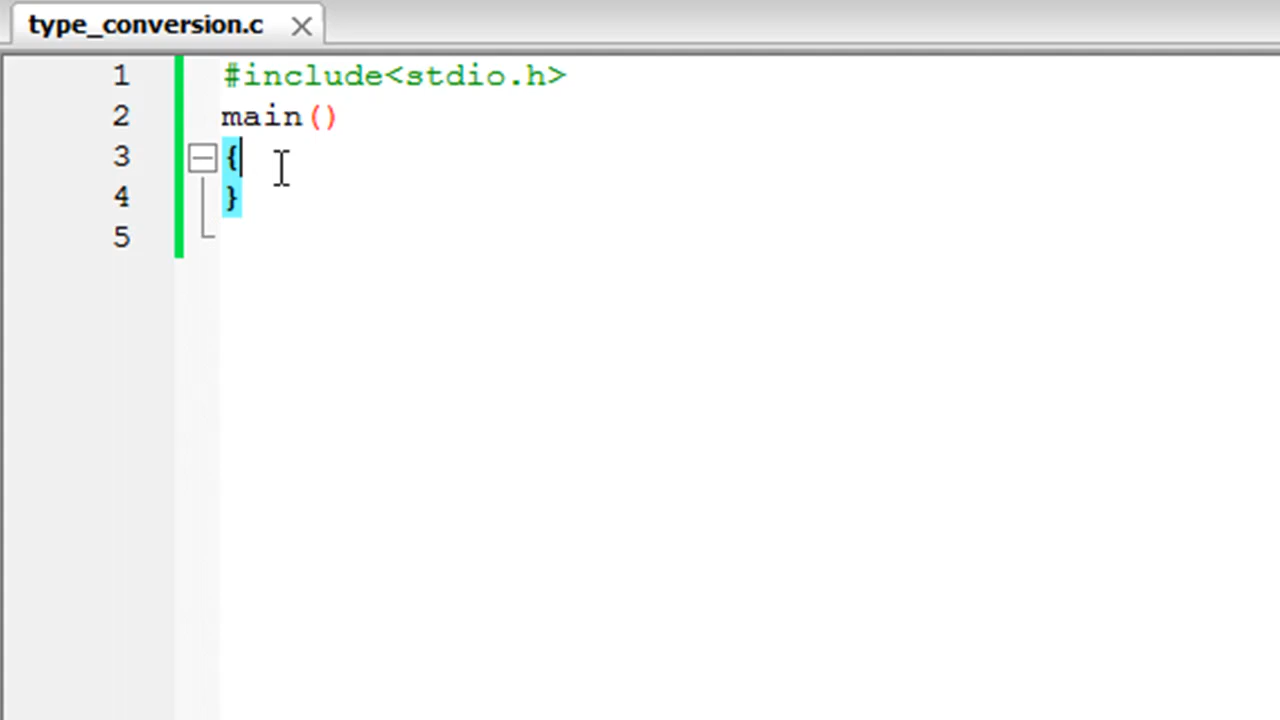 type_conversion.c
1 #include<stdio.h>
2 main()
3 {
4 }
5